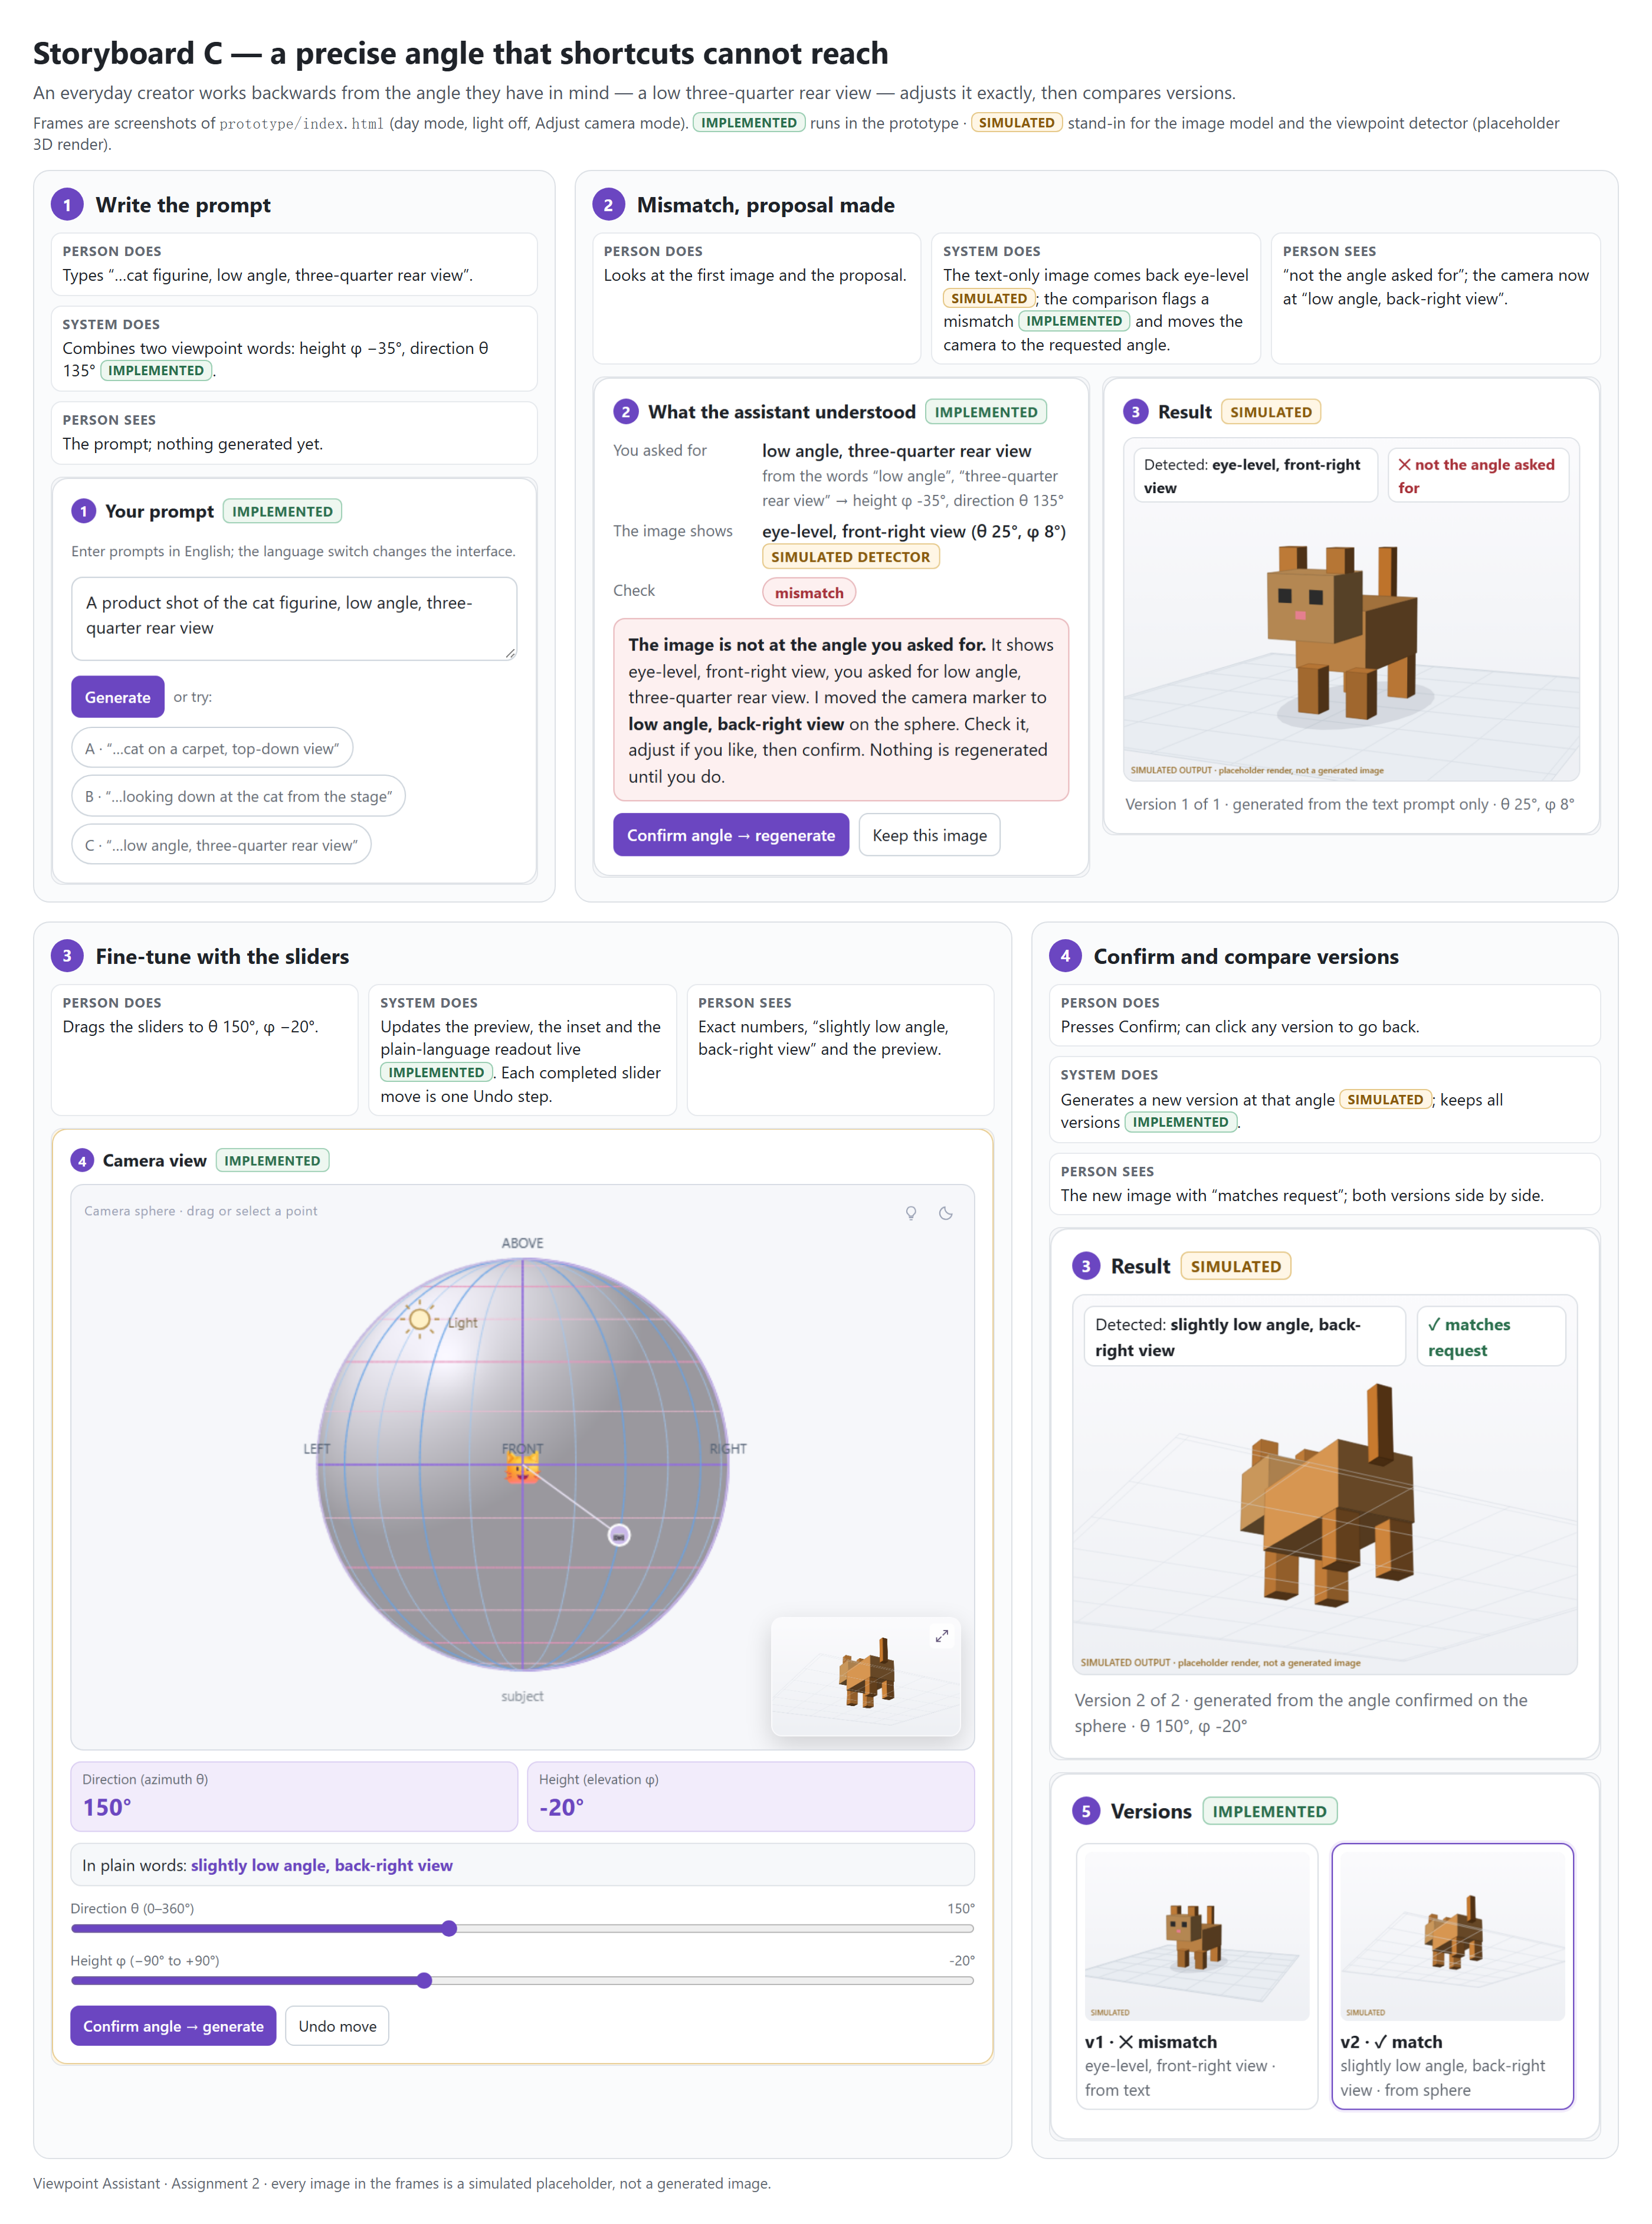 Storyboard C — a precise angle that shortcuts cannot reach
An everyday creator works backwards from the angle they have in mind — a low three-quarter rear view — adjusts it exactly, then compares versions.
Frames are screenshots of prototype/index.html (day mode, light off, Adjust camera mode). IMPLEMENTED runs in the prototype · SIMULATED stand-in for the image model and the viewpoint detector (placeholder
3D render).
1 Write the prompt
PERSON DOES
Types “…cat figurine, low angle, three-quarter rear view”.
SYSTEM DOES
Combines two viewpoint words: height φ −35°, direction θ
135° IMPLEMENTED.
PERSON SEES
The prompt; nothing generated yet.
1 Your prompt IMPLEMENTED
Enter prompts in English; the language switch changes the interface.
A product shot of the cat figurine, low angle, three-
quarter rear view
Generate or try:
A · “…cat on a carpet, top-down view”
B · “…looking down at the cat from the stage”
C · “…low angle, three-quarter rear view”
2 Mismatch, proposal made
PERSON DOES
Looks at the first image and the proposal.
SYSTEM DOES
The text-only image comes back eye-level
SIMULATED; the comparison flags a
mismatch IMPLEMENTED and moves the
camera to the requested angle.
PERSON SEES
“not the angle asked for”; the camera now
at “low angle, back-right view”.
2 What the assistant understood IMPLEMENTED
You asked for low angle, three-quarter rear view
from the words “low angle”, “three-quarter
rear view” → height φ -35°, direction θ 135°
The image shows eye-level, front-right view (θ 25°, φ 8°)
SIMULATED DETECTOR
Check mismatch
The image is not at the angle you asked for. It shows
eye-level, front-right view, you asked for low angle,
three-quarter rear view. I moved the camera marker to
low angle, back-right view on the sphere. Check it,
adjust if you like, then confirm. Nothing is regenerated
until you do.
Confirm angle → regenerate Keep this image
3 Result SIMULATED
Detected: eye-level, front-right
view
✕ not the angle asked
for
SIMULATED OUTPUT · placeholder render, not a generated image
Version 1 of 1 · generated from the text prompt only · θ 25°, φ 8°
3 Fine-tune with the sliders
PERSON DOES
Drags the sliders to θ 150°, φ −20°.
SYSTEM DOES
Updates the preview, the inset and the
plain-language readout live
IMPLEMENTED. Each completed slider
move is one Undo step.
PERSON SEES
Exact numbers, “slightly low angle,
back-right view” and the preview.
4 Camera view IMPLEMENTED
Camera sphere · drag or select a point
ABOVE
Light
LEFT FRONT RIGHT
subject
Direction (azimuth θ)
150°
Height (elevation φ)
-20°
In plain words: slightly low angle, back-right view
Direction θ (0–360°) 150°
Height φ (−90° to +90°) -20°
Confirm angle → generate Undo move
4 Confirm and compare versions
PERSON DOES
Presses Confirm; can click any version to go back.
SYSTEM DOES
Generates a new version at that angle SIMULATED; keeps all
versions IMPLEMENTED.
PERSON SEES
The new image with “matches request”; both versions side by side.
3 Result SIMULATED
Detected: slightly low angle, back-
right view
✓ matches
request
SIMULATED OUTPUT · placeholder render, not a generated image
Version 2 of 2 · generated from the angle confirmed on the
sphere · θ 150°, φ -20°
5 Versions IMPLEMENTED
SIMULATED
v1 · ✕ mismatch
eye-level, front-right view ·
from text
SIMULATED
v2 · ✓ match
slightly low angle, back-right
view · from sphere
Viewpoint Assistant · Assignment 2 · every image in the frames is a simulated placeholder, not a generated image.